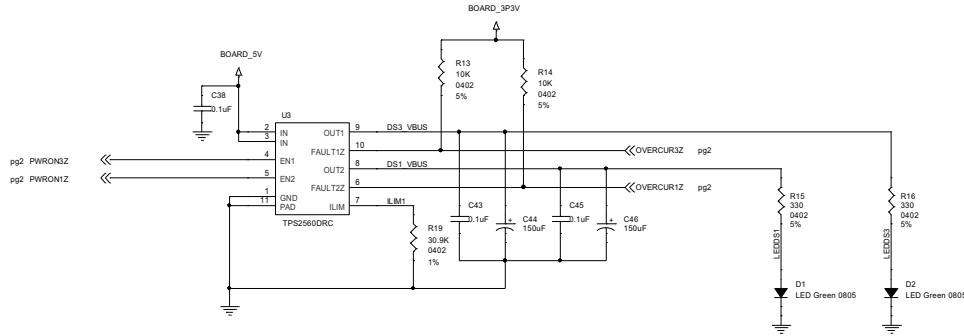 BOARD_3P3V
BOARD_5V
R13
10K
0402
5%
R14
10K
0402
5%
C38
0.1uF
U3
2 IN
3 IN
4 EN1
5 EN2
1 GND
11 PAD
OUT1 9 DS3_VBUS
FAULT1Z 10
OUT2 8 DS1_VBUS
FAULT2Z 6
ILIM 7 ILIM1
TPS2560DRC
pg2 PWRON3Z
pg2 PWRON1Z
OVERCUR3Z pg2
OVERCUR1Z pg2
R19
30.9K
0402
1%
C43
0.1uF
C44
150uF
C45
0.1uF
C46
150uF
R15
330
0402
5%
R16
330
0402
5%
LEDDS1
LEDDS3
D1
LED Green 0805
D2
LED Green 0805